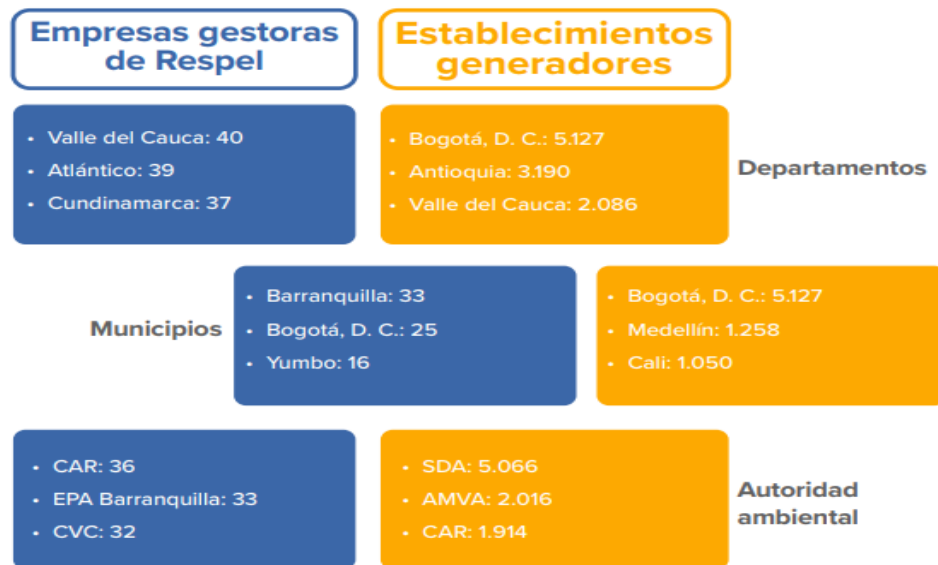 Empresas gestoras
de Respel
Establecimientos
generadores
• Valle del Cauca: 40
• Atlántico: 39
• Cundinamarca: 37
• Bogotá, D. C.: 5.127
• Antioquia: 3.190
• Valle del Cauca: 2.086
Departamentos
Municipios
• Barranquilla: 33
• Bogotá, D. C.: 25
• Yumbo: 16
• Bogotá, D. C.: 5.127
• Medellín: 1.258
• Cali: 1.050
• CAR: 36
• EPA Barranquilla: 33
• CVC: 32
• SDA: 5.066
• AMVA: 2.016
• CAR: 1.914
Autoridad
ambiental